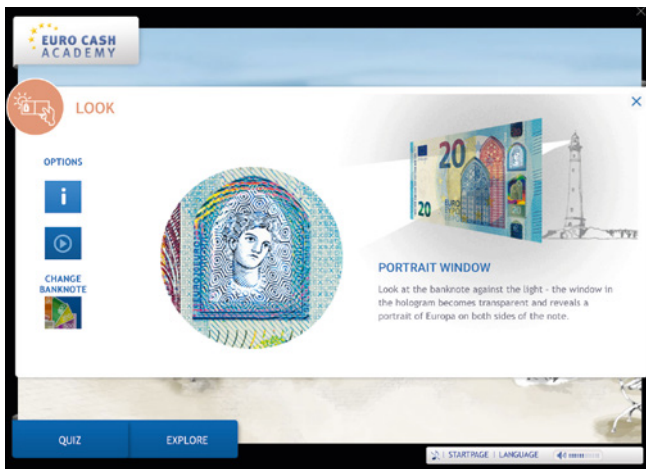 EURO CASH
ACADEMY
LOOK
OPTIONS
i
CHANGE
BANKNOTE
20
20
EURO
PORTRAIT WINDOW
Look at the banknote against the light - the window in
the hologram becomes transparent and reveals a
portrait of Europa on both sides of the note.
QUIZ
EXPLORE
| STARTPAGE | LANGUAGE